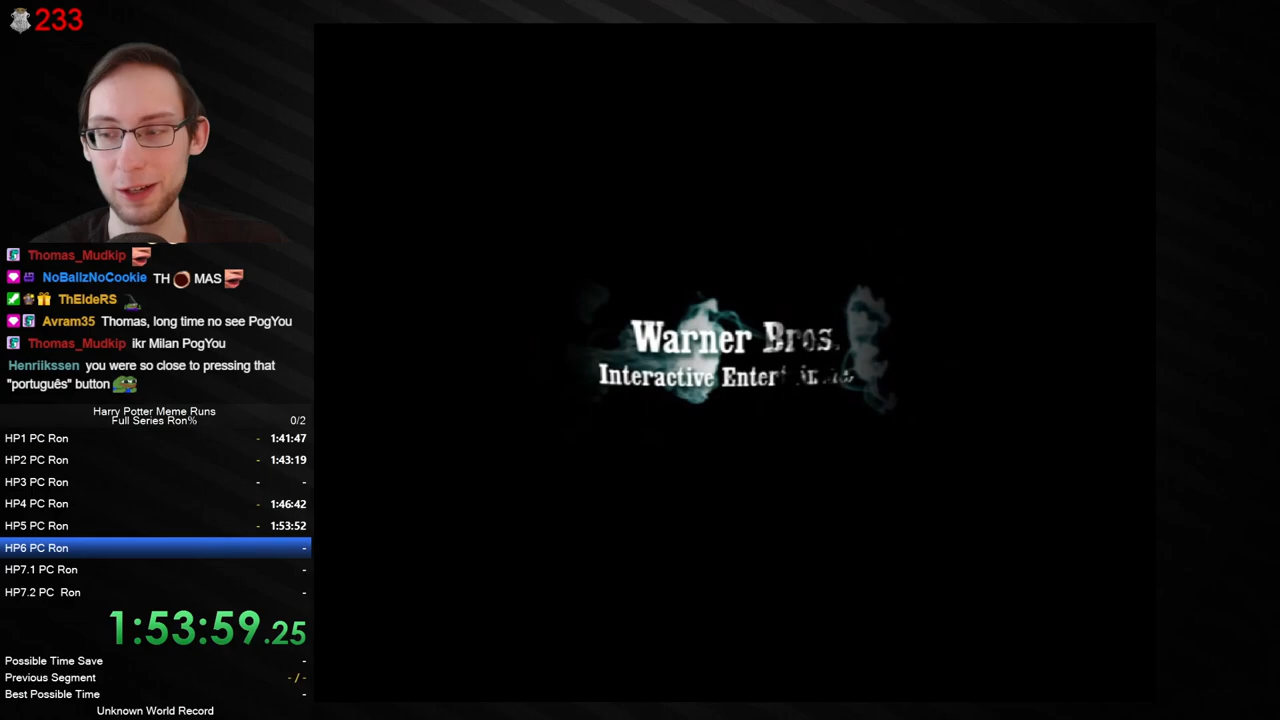 233
Thomas_Mudkip
NoBallzNoCookie TH MAS
ThEldeRS
Avram35 Thomas, long time no see PogYou
Thomas_Mudkip ikr Milan PogYou
Henriikssen you were so close to pressing that
"português" button
Harry Potter Meme Runs
Full Series Ron% 0/2
HP1 PC Ron - 1:41:47
HP2 PC Ron - 1:43:19
HP3 PC Ron - -
HP4 PC Ron - 1:46:42
HP5 PC Ron - 1:53:52
HP6 PC Ron -
HP7.1 PC Ron -
HP7.2 PC Ron -
1:53:59.25
Possible Time Save -
Previous Segment - / -
Best Possible Time -
Unknown World Record
Warner Bros.
Interactive